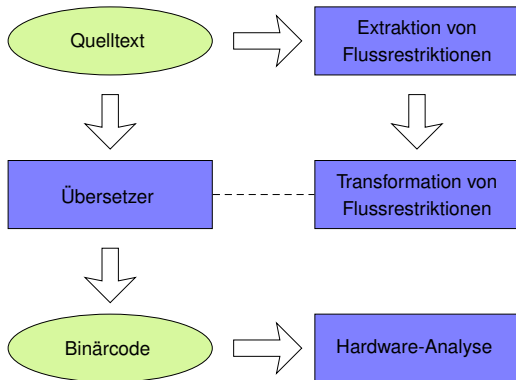 Quelltext
Extraktion von
Flussrestriktionen
Übersetzer
Transformation von
Flussrestriktionen
Binärcode
Hardware-Analyse